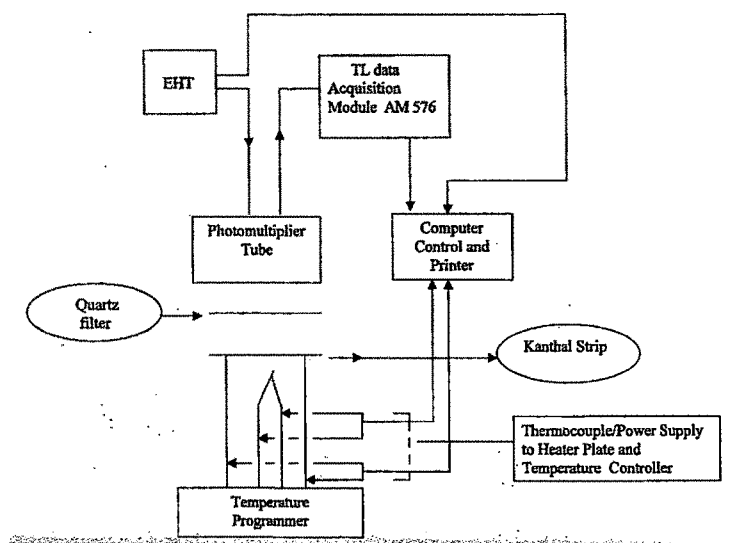 EHT
TL data
Acquisition
Module AM 576
Photomultiplier
Tube
Computer
Control and
Printer
Quartz
filter
Kanthal Strip
Thermocouple/Power Supply
to Heater Plate and
Temperature Controller
Temperature
Programmer